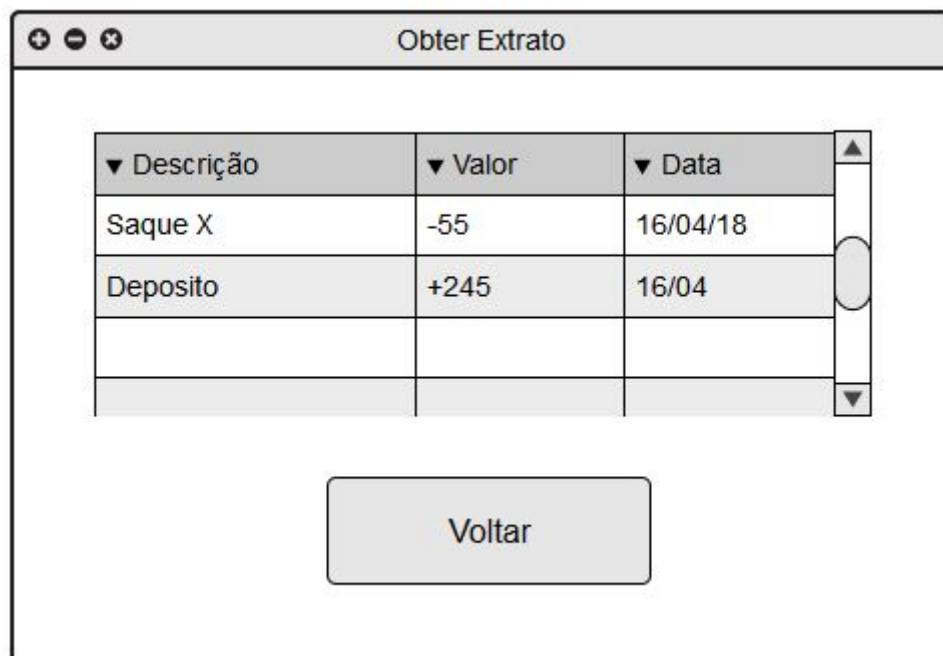 Obter Extrato
Descrição Valor Data
Saque X -55 16/04/18
Deposito +245 16/04
Voltar